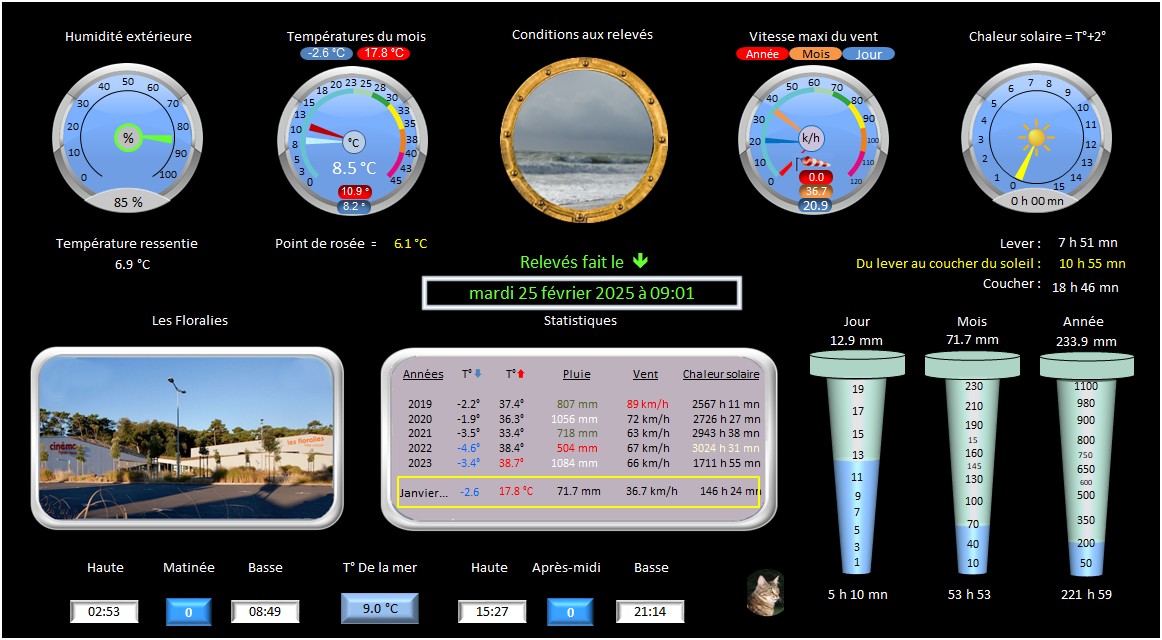 Humidité extérieure
Températures du mois
-2.6 °C 17.8 °C
Conditions aux relevés
Vitesse maxi du vent
Année Mois Jour
Chaleur solaire = T°+2°
0 10 20 30 40 50 60 70 80 90 100
%
85 %
0 3 5 8 10 13 15 18 20 23 25 28 30 33 35 38 40 43 45
°C
8.5 °C
10.9 °
8.2 °
0 10 20 30 40 50 60 70 80 90 100 110 120
k/h
0.0
36.7
20.9
0 1 2 3 4 5 6 7 8 9 10 11 12 13 14 15
0 h 00 mn
Température ressentie
6.9 °C
Point de rosée = 6.1 °C
Lever : 7 h 51 mn
Du lever au coucher du soleil : 10 h 55 mn
Coucher : 18 h 46 mn
Relevés fait le
mardi 25 février 2025 à 09:01
Les Floralies
cinéma
les floralies
Statistiques
Années T° T° Pluie Vent Chaleur solaire
2019 -2.2° 37.4° 807 mm 89 km/h 2567 h 11 mn
2020 -1.9° 36.3° 1056 mm 72 km/h 2726 h 27 mn
2021 -3.5° 33.4° 718 mm 63 km/h 2943 h 38 mn
2022 -4.6° 38.4° 504 mm 67 km/h 3024 h 31 mn
2023 -3.4° 38.7° 1084 mm 66 km/h 1711 h 55 mn
Janvier... -2.6 17.8 °C 71.7 mm 36.7 km/h 146 h 24 mn
Jour
12.9 mm
19
17
15
13
11
9
7
5
3
1
5 h 10 mn
Mois
71.7 mm
230
210
190
15
160
145
130
100
70
40
10
53 h 53
Année
233.9 mm
1100
980
900
800
750
650
600
500
350
200
50
221 h 59
Haute Matinée Basse
02:53 0 08:49
T° De la mer
9.0 °C
Haute Après-midi Basse
15:27 0 21:14